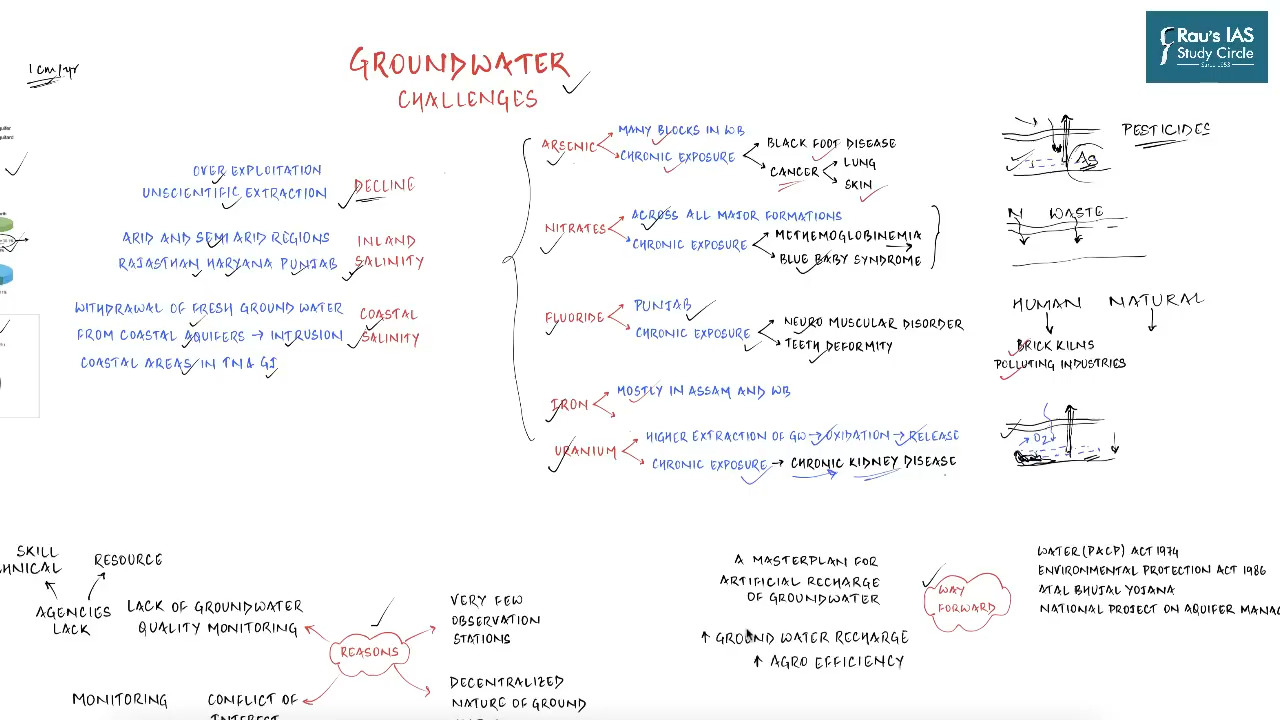 Rau's IAS
Study Circle
Since 1953
1 cm/yr
GROUNDWATER
CHALLENGES
OVER EXPLOITATION
UNSCIENTIFIC EXTRACTION
DECLINE
ARID AND SEMI ARID REGIONS
RAJASTHAN HARYANA PUNJAB
INLAND
SALINITY
WITHDRAWAL OF FRESH GROUND WATER
FROM COASTAL AQUIFERS → INTRUSION
COASTAL AREAS IN TN & GJ
COASTAL
SALINITY
ARSENIC
MANY BLOCKS IN WB
CHRONIC EXPOSURE
BLACK FOOT DISEASE
CANCER
LUNG
SKIN
As
PESTICIDES
NITRATES
ACROSS ALL MAJOR FORMATIONS
CHRONIC EXPOSURE
METHEMOGLOBINEMIA
BLUE BABY SYNDROME
N WASTE
FLUORIDE
PUNJAB
CHRONIC EXPOSURE
NEURO MUSCULAR DISORDER
TEETH DEFORMITY
HUMAN NATURAL
BRICK KILNS
POLLUTING INDUSTRIES
IRON
MOSTLY IN ASSAM AND WB
URANIUM
HIGHER EXTRACTION OF GW → OXIDATION → RELEASE
CHRONIC EXPOSURE → CHRONIC KIDNEY DISEASE
O2
SKILL
HNICAL
RESOURCE
AGENCIES
LACK
LACK OF GROUNDWATER
QUALITY MONITORING
REASONS
VERY FEW
OBSERVATION
STATIONS
MONITORING
CONFLICT OF
INTEREST
DECENTRALIZED
NATURE OF GROUND
A MASTERPLAN FOR
ARTIFICIAL RECHARGE
OF GROUNDWATER
↑ GROUND WATER RECHARGE
↑ AGRO EFFICIENCY
WAY
FORWARD
WATER (PACP) ACT 1974
ENVIRONMENTAL PROTECTION ACT 1986
ATAL BHUJAL YOJANA
NATIONAL PROJECT ON AQUIFER MANA